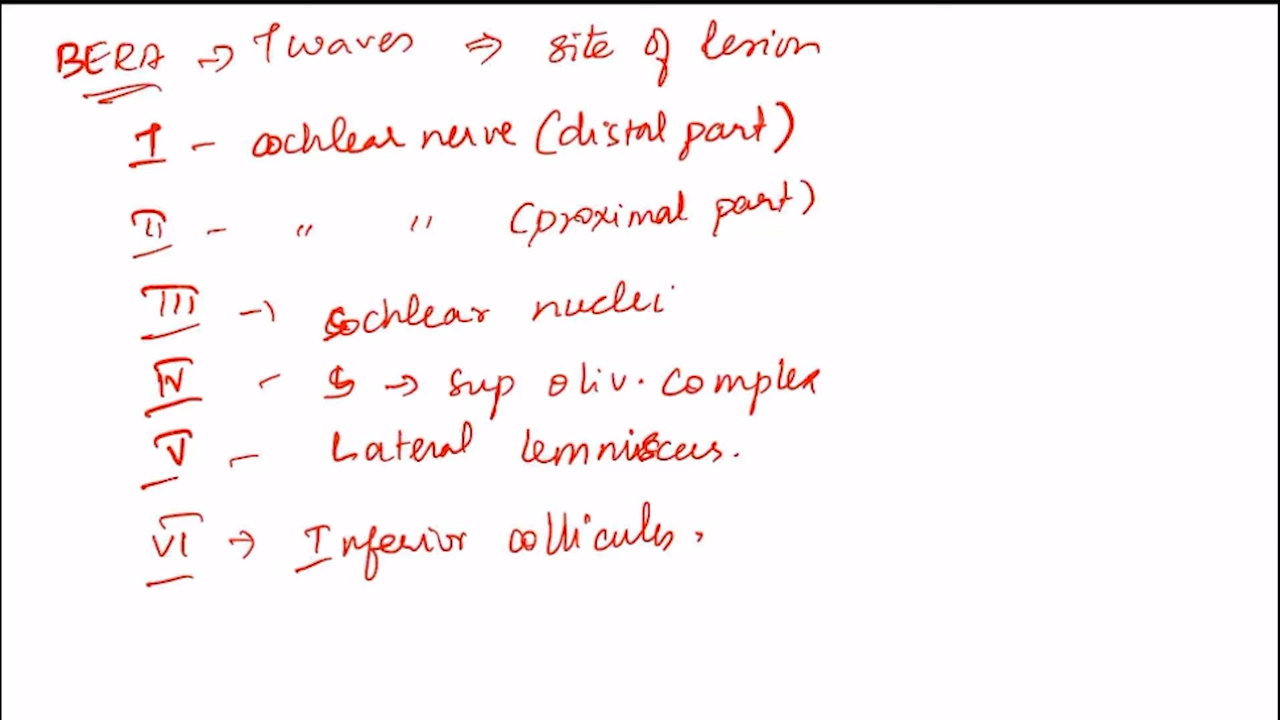 BERA → 7 waves ⇒ site of lesion
I - cochlear nerve (distal part)
II - " " (proximal part)
III → cochlear nuclei
IV - S → sup oliv. complex
V - Lateral lemniscus.
VI → Inferior colliculus,